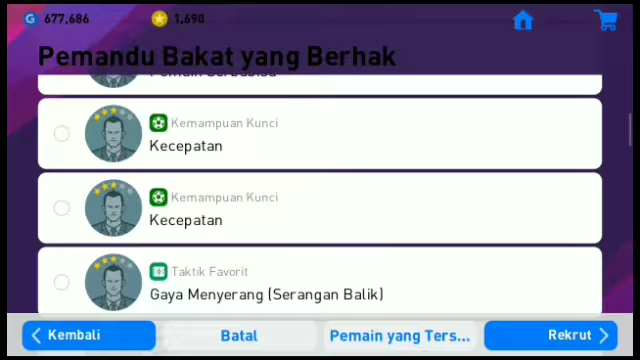 G 677,686
1,690
Pemandu Bakat yang Berhak
Kemampuan Kunci
Kecepatan
Kemampuan Kunci
Kecepatan
Taktik Favorit
Gaya Menyerang (Serangan Balik)
Kembali
Batal
Pemain yang Ters...
Rekrut